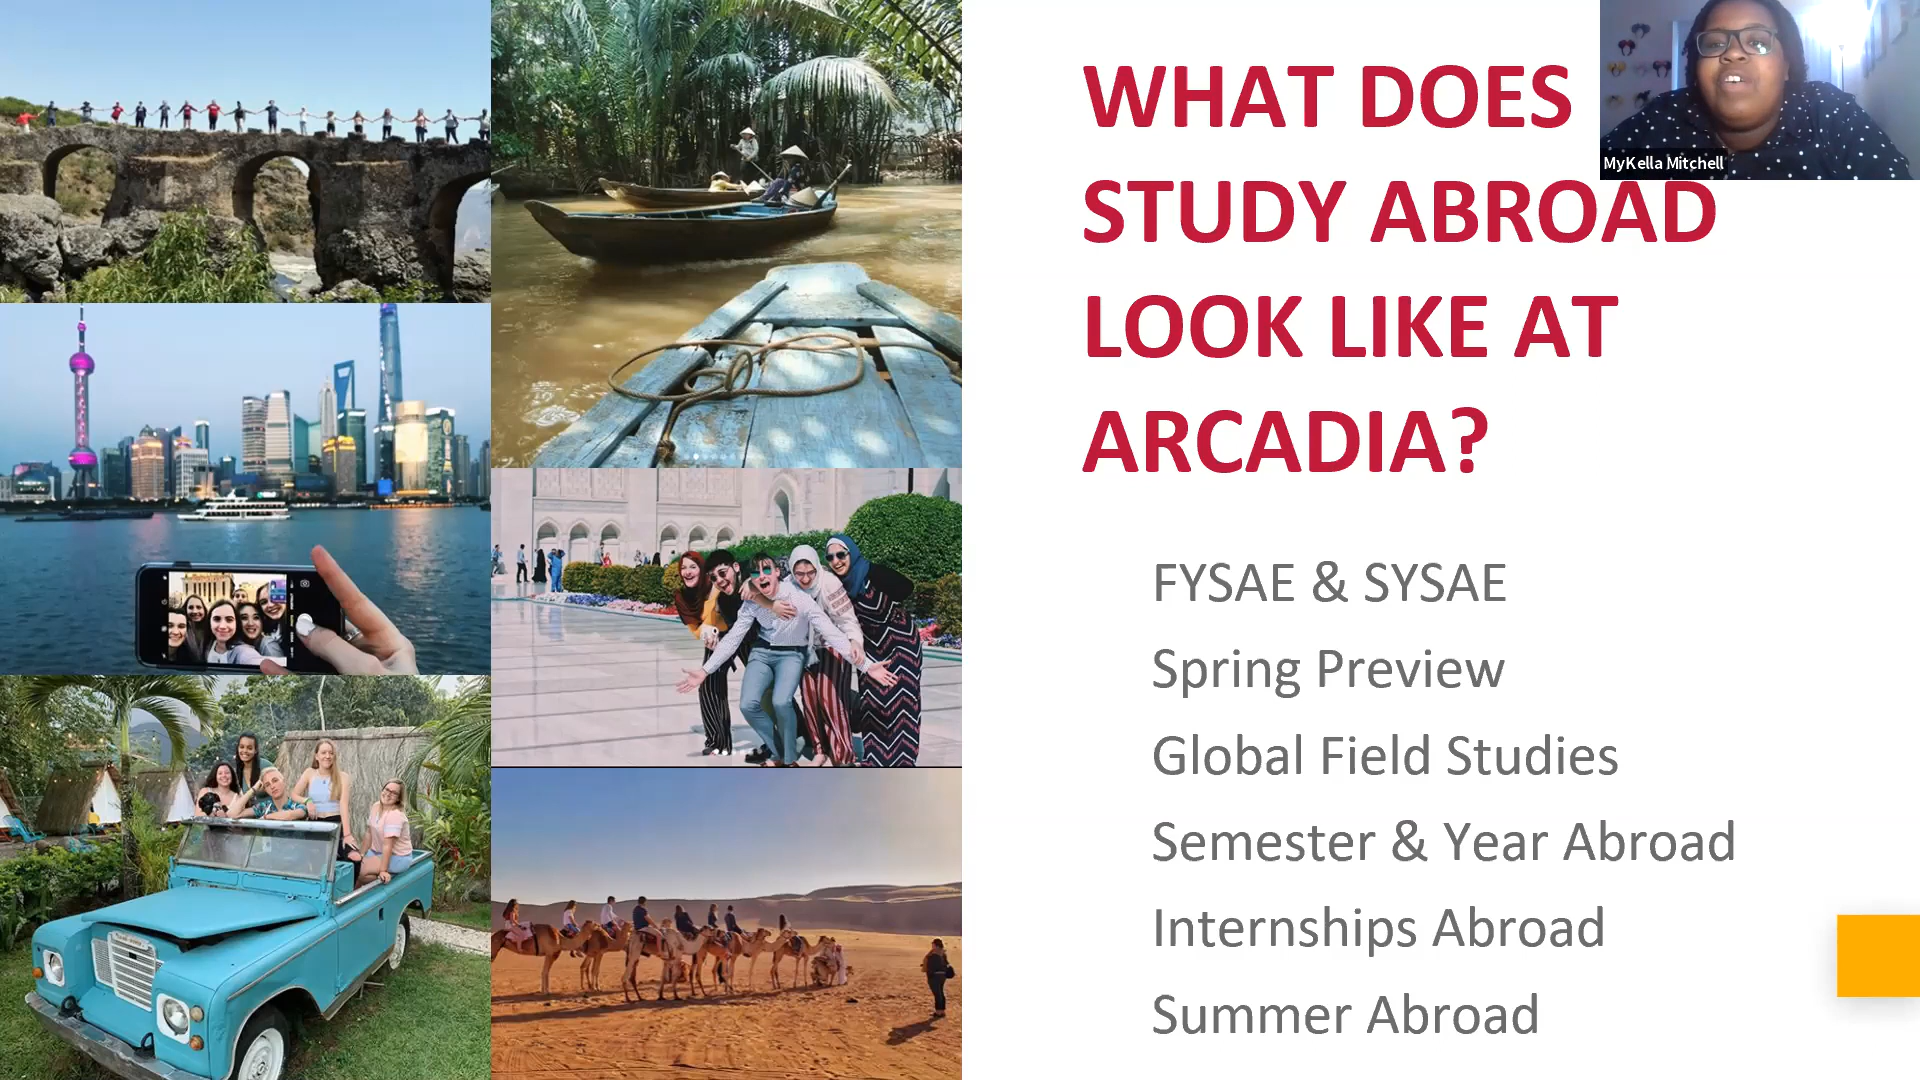 WHAT DOES
STUDY ABROAD
LOOK LIKE AT
ARCADIA?
MyKella Mitchell
FYSAE & SYSAE
Spring Preview
Global Field Studies
Semester & Year Abroad
Internships Abroad
Summer Abroad